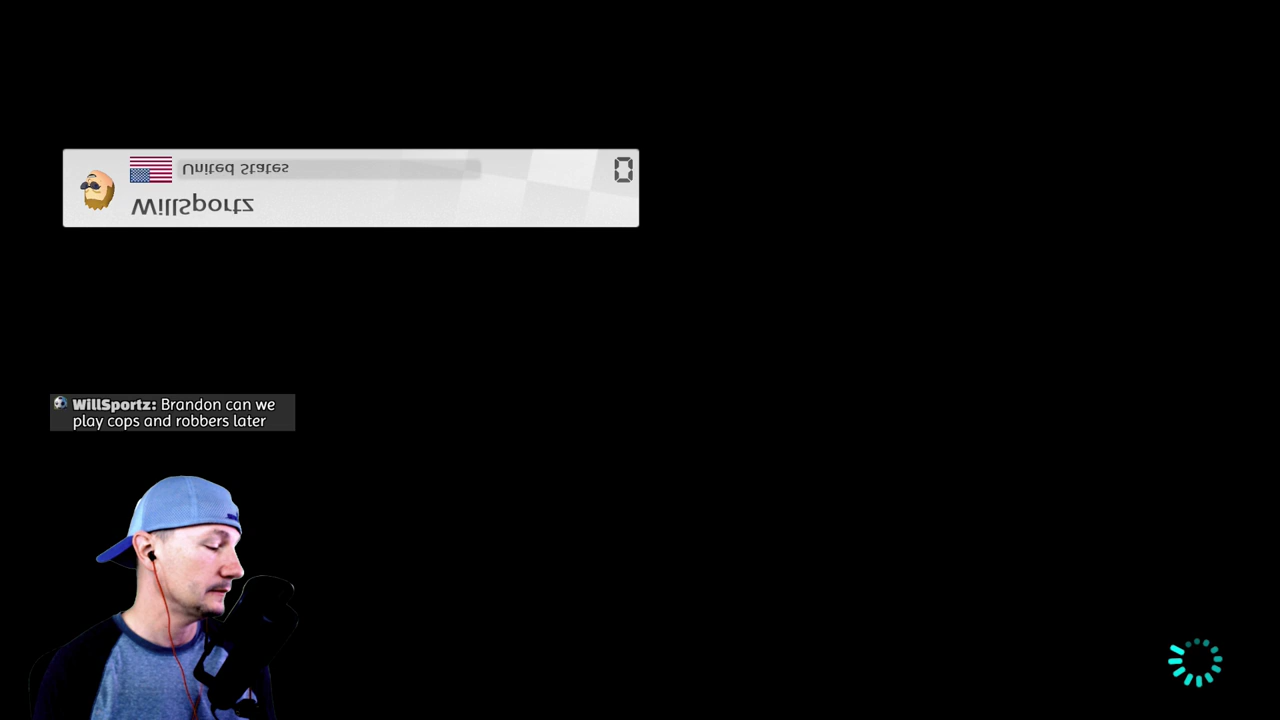 United States
0
WillSportz
WillSportz: Brandon can we
play cops and robbers later